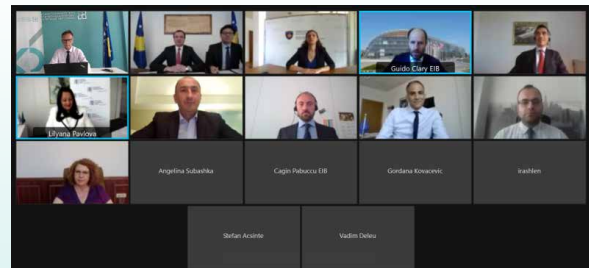 Guido Clary EIB
Lilyana Pavlova
Angelina Subashka
Cagin Pabuccu EIB
Gordana Kovacevic
irashlen
Stefan Acsinte
Vadim Deleu